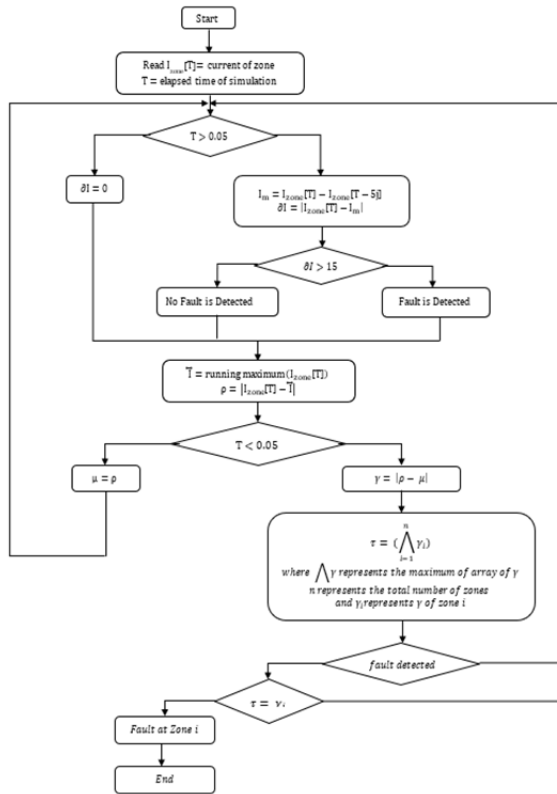 Start
Read I_zone[T]= current of zone
T = elapsed time of simulation
T > 0.05
∂I = 0
I_m = I_zone[T] − I_zone[T − 5j]
∂I = |I_zone[T] − I_m|
∂I > 15
No Fault is Detected
Fault is Detected
Ī = running maximum(I_zone[T])
ρ = |I_zone[T] − Ī|
T < 0.05
μ = ρ
γ = |ρ − μ|
τ = (⋀_{i=1}^{n} γ_i)
where ⋀ γ represents the maximum of array of γ
n represents the total number of zones
and γ_i represents γ of zone i
fault detected
τ = γ_i
Fault at Zone i
End